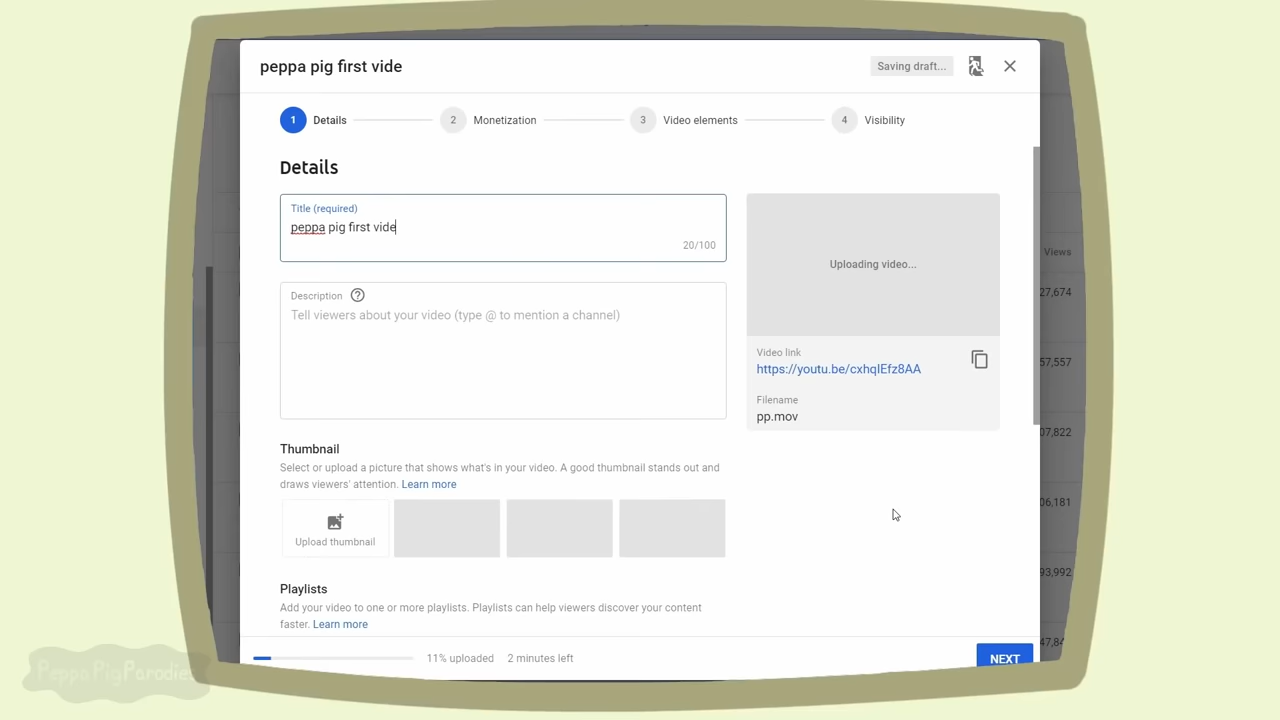 peppa pig first vide
Saving draft...
1 Details
2 Monetization
3 Video elements
4 Visibility
Details
Title (required)
peppa pig first vide
20/100
Uploading video...
Description
Tell viewers about your video (type @ to mention a channel)
Video link
https://youtu.be/cxhqlEfz8AA
Filename
pp.mov
Thumbnail
Select or upload a picture that shows what's in your video. A good thumbnail stands out and
draws viewers' attention. Learn more
Upload thumbnail
Playlists
Add your video to one or more playlists. Playlists can help viewers discover your content
faster. Learn more
11% uploaded 2 minutes left
NEXT
Views
27,674
57,557
07,822
06,181
93,992
47,84
Peppa Pig Parodies